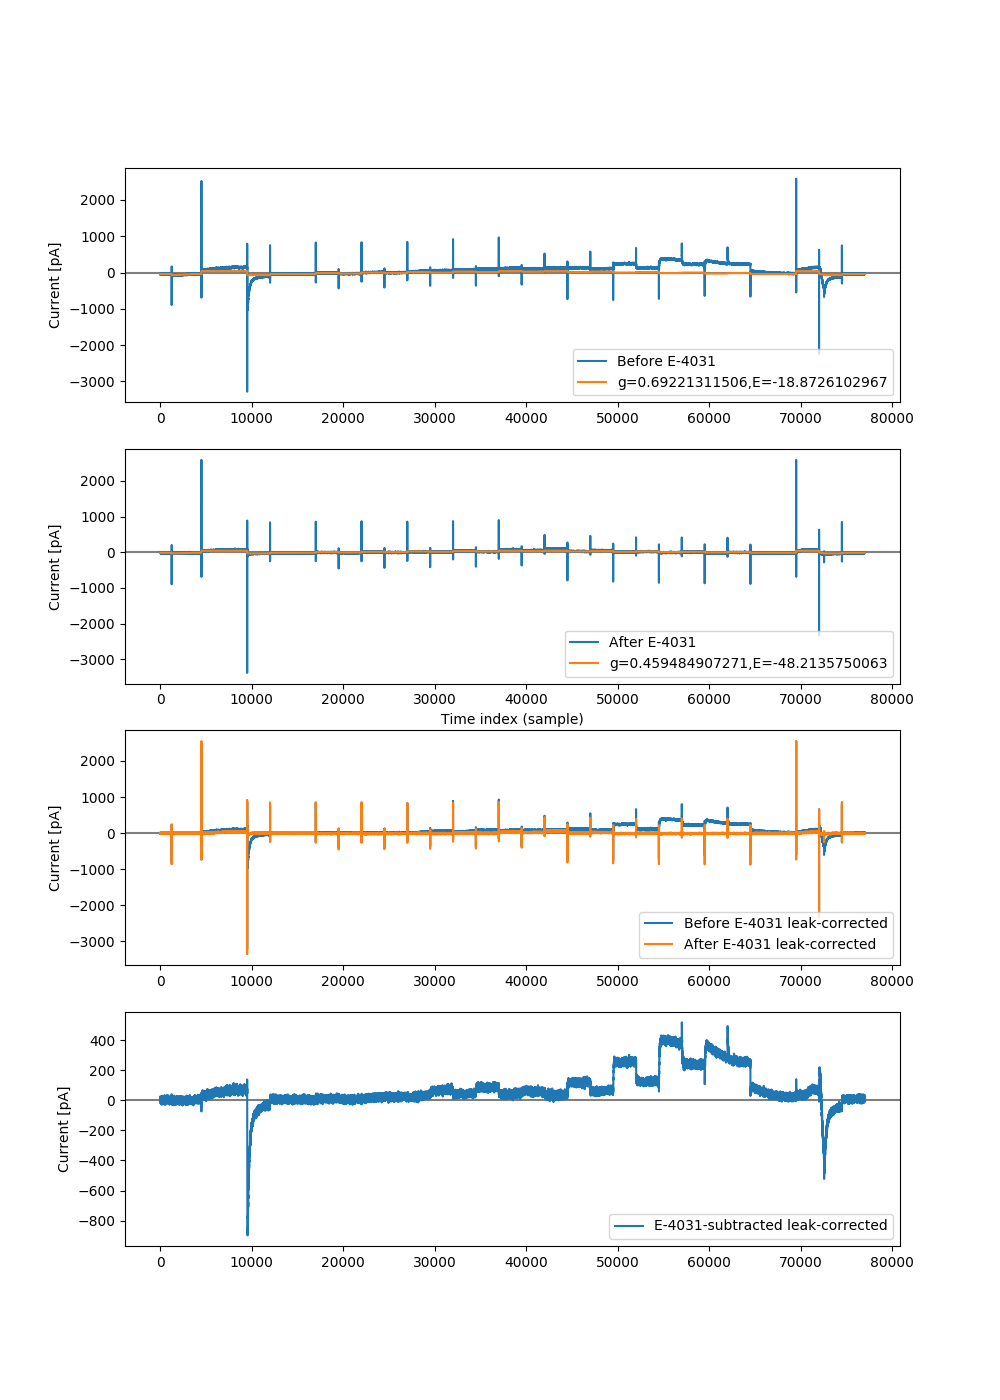 2000
1000
0
−1000
−2000
−3000
Current [pA]
Before E-4031
g=0.69221311506,E=-18.8726102967
0 10000 20000 30000 40000 50000 60000 70000 80000
2000
1000
0
−1000
−2000
−3000
Current [pA]
After E-4031
g=0.459484907271,E=-48.2135750063
0 10000 20000 30000 40000 50000 60000 70000 80000
Time index (sample)
2000
1000
0
−1000
−2000
−3000
Current [pA]
Before E-4031 leak-corrected
After E-4031 leak-corrected
0 10000 20000 30000 40000 50000 60000 70000 80000
400
200
0
−200
−400
−600
−800
Current [pA]
E-4031-subtracted leak-corrected
0 10000 20000 30000 40000 50000 60000 70000 80000